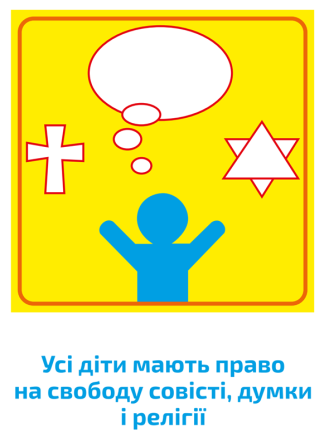 Усі діти мають право
на свободу совісті, думки
і релігії